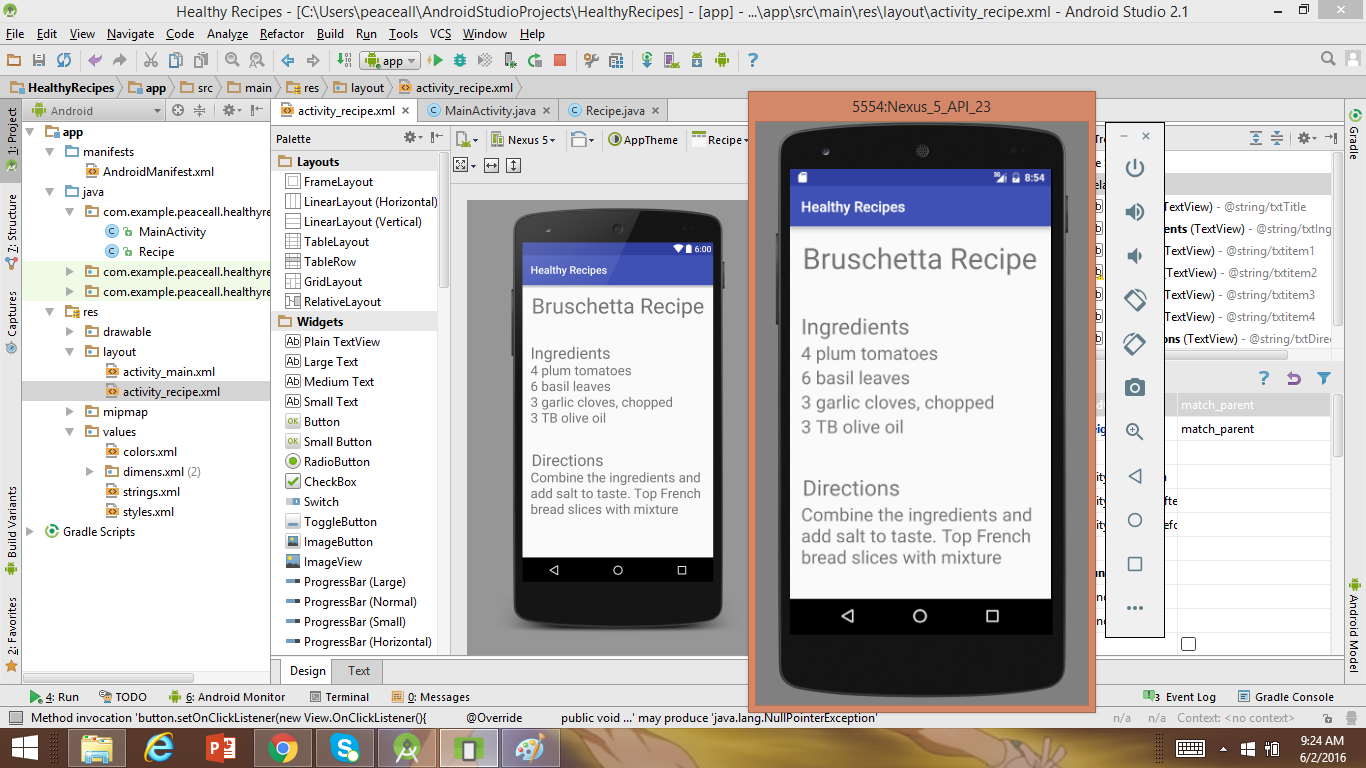 Healthy Recipes - [C:\Users\peaceall\AndroidStudioProjects\HealthyRecipes] - [app] - ...\app\src\main\res\layout\activity_recipe.xml - Android Studio 2.1
File Edit View Navigate Code Analyze Refactor Build Run Tools VCS Window Help
app
HealthyRecipes app src main res layout activity_recipe.xml
1: Project
7: Structure
Captures
Build Variants
2: Favorites
Android
app
manifests
AndroidManifest.xml
java
com.example.peaceall.healthyre
MainActivity
Recipe
com.example.peaceall.healthyre
com.example.peaceall.healthyre
res
drawable
layout
activity_main.xml
activity_recipe.xml
mipmap
values
colors.xml
dimens.xml (2)
strings.xml
styles.xml
Gradle Scripts
activity_recipe.xml MainActivity.java Recipe.java
Palette
Layouts
FrameLayout
LinearLayout (Horizontal)
LinearLayout (Vertical)
TableLayout
TableRow
GridLayout
RelativeLayout
Widgets
Plain TextView
Large Text
Medium Text
Small Text
Button
Small Button
RadioButton
CheckBox
Switch
ToggleButton
ImageButton
ImageView
ProgressBar (Large)
ProgressBar (Normal)
ProgressBar (Small)
ProgressBar (Horizontal)
Design Text
Nexus 5 AppTheme Recipe
6:00
Healthy Recipes
Bruschetta Recipe
Ingredients
4 plum tomatoes
6 basil leaves
3 garlic cloves, chopped
3 TB olive oil
Directions
Combine the ingredients and
add salt to taste. Top French
bread slices with mixture
5554:Nexus_5_API_23
3G 8:54
Healthy Recipes
Bruschetta Recipe
Ingredients
4 plum tomatoes
6 basil leaves
3 garlic cloves, chopped
3 TB olive oil
Directions
Combine the ingredients and
add salt to taste. Top French
bread slices with mixture
(TextView) - @string/txtTitle
ents (TextView) - @string/txtIng
(TextView) - @string/txtitem1
(TextView) - @string/txtitem2
(TextView) - @string/txtitem3
(TextView) - @string/txtitem4
ons (TextView) - @string/txtDire
match_parent
match_parent
Gradle
Android Model
4: Run TODO 6: Android Monitor Terminal 0: Messages 3 Event Log Gradle Console
Method invocation 'button.setOnClickListener(new View.OnClickListener(){ @Override public void ...' may produce 'java.lang.NullPointerException' n/a n/a Context: <no context>
9:24 AM
6/2/2016